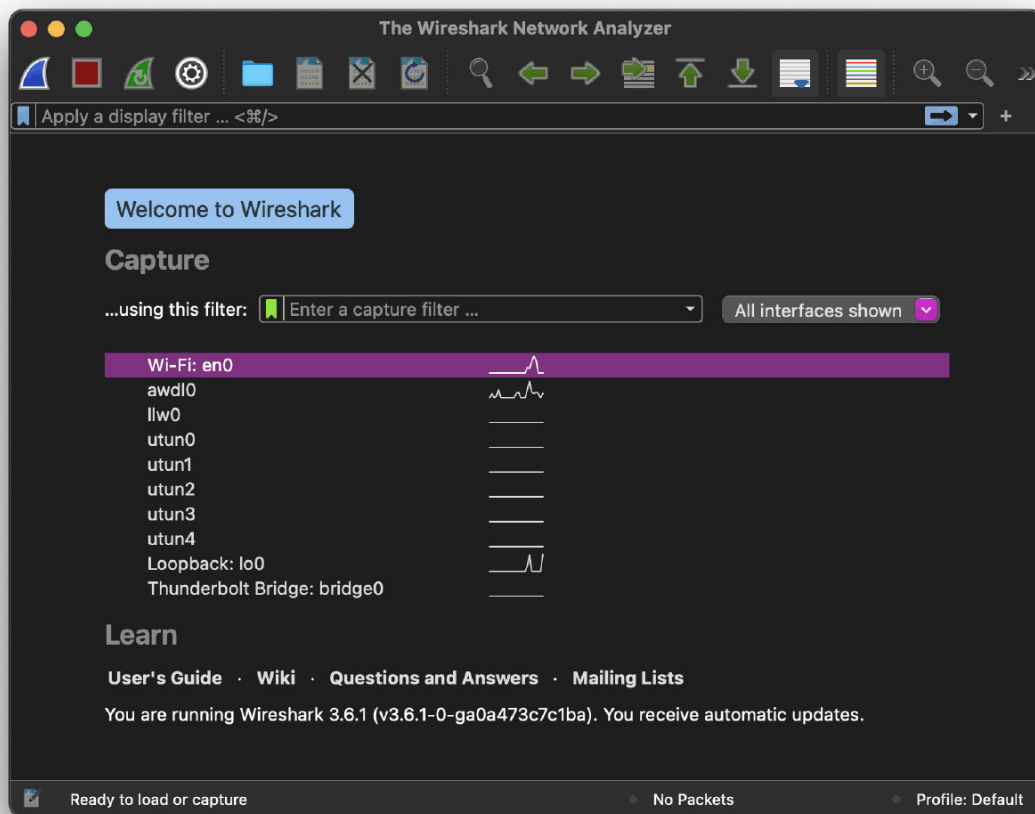 The Wireshark Network Analyzer
Apply a display filter ... <⌘/>
+
Welcome to Wireshark
Capture
...using this filter: Enter a capture filter ... All interfaces shown
Wi-Fi: en0
awdl0
llw0
utun0
utun1
utun2
utun3
utun4
Loopback: lo0
Thunderbolt Bridge: bridge0
Learn
User's Guide · Wiki · Questions and Answers · Mailing Lists
You are running Wireshark 3.6.1 (v3.6.1-0-ga0a473c7c1ba). You receive automatic updates.
Ready to load or capture No Packets Profile: Default